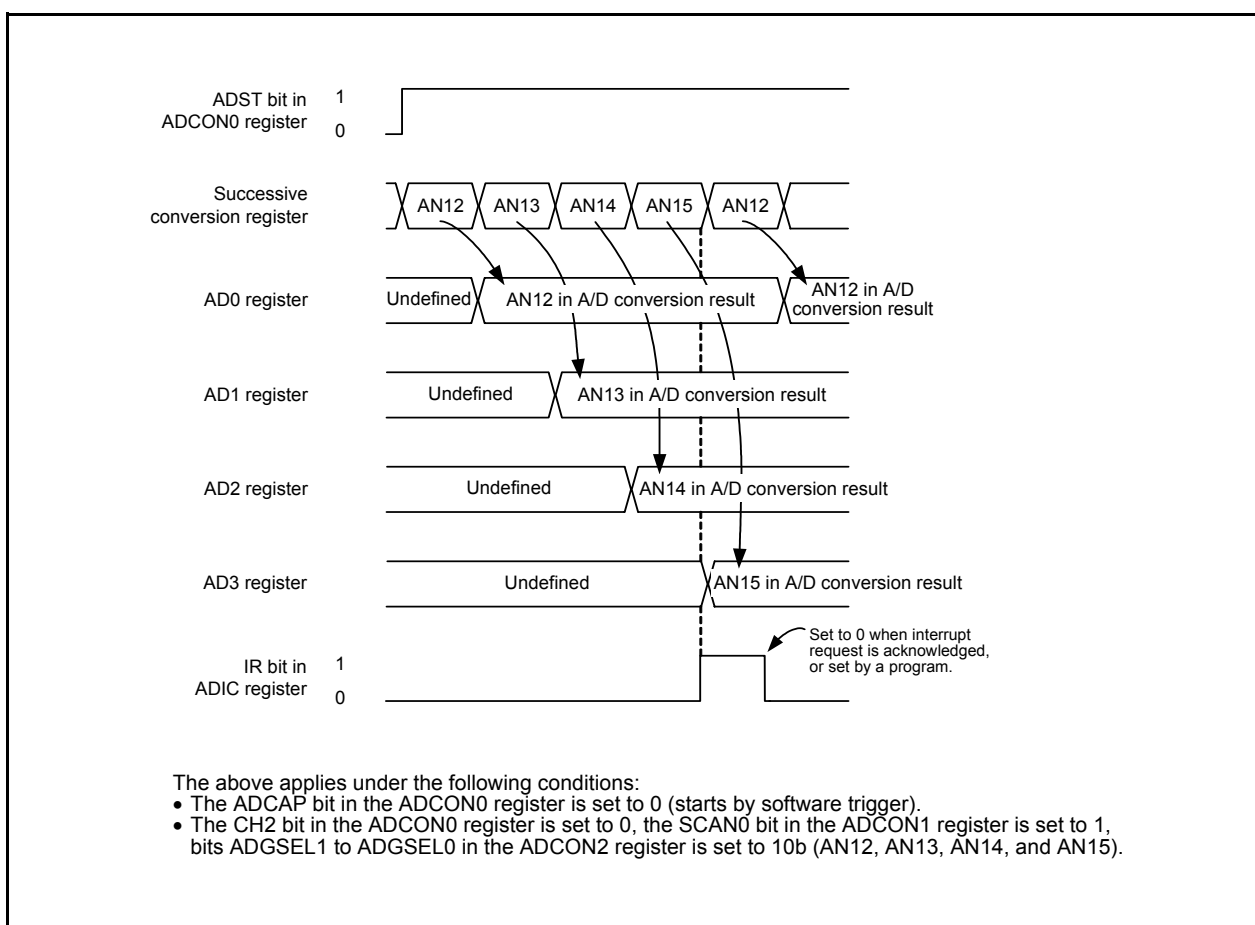 ADST bit in
ADCON0 register
1
0
Successive
conversion register
AN12
AN13
AN14
AN15
AN12
AD0 register
Undefined
AN12 in A/D conversion result
AN12 in A/D
conversion result
AD1 register
Undefined
AN13 in A/D conversion result
AD2 register
Undefined
AN14 in A/D conversion result
AD3 register
Undefined
AN15 in A/D conversion result
IR bit in
ADIC register
1
0
Set to 0 when interrupt
request is acknowledged,
or set by a program.
The above applies under the following conditions:
• The ADCAP bit in the ADCON0 register is set to 0 (starts by software trigger).
• The CH2 bit in the ADCON0 register is set to 0, the SCAN0 bit in the ADCON1 register is set to 1,
bits ADGSEL1 to ADGSEL0 in the ADCON2 register is set to 10b (AN12, AN13, AN14, and AN15).